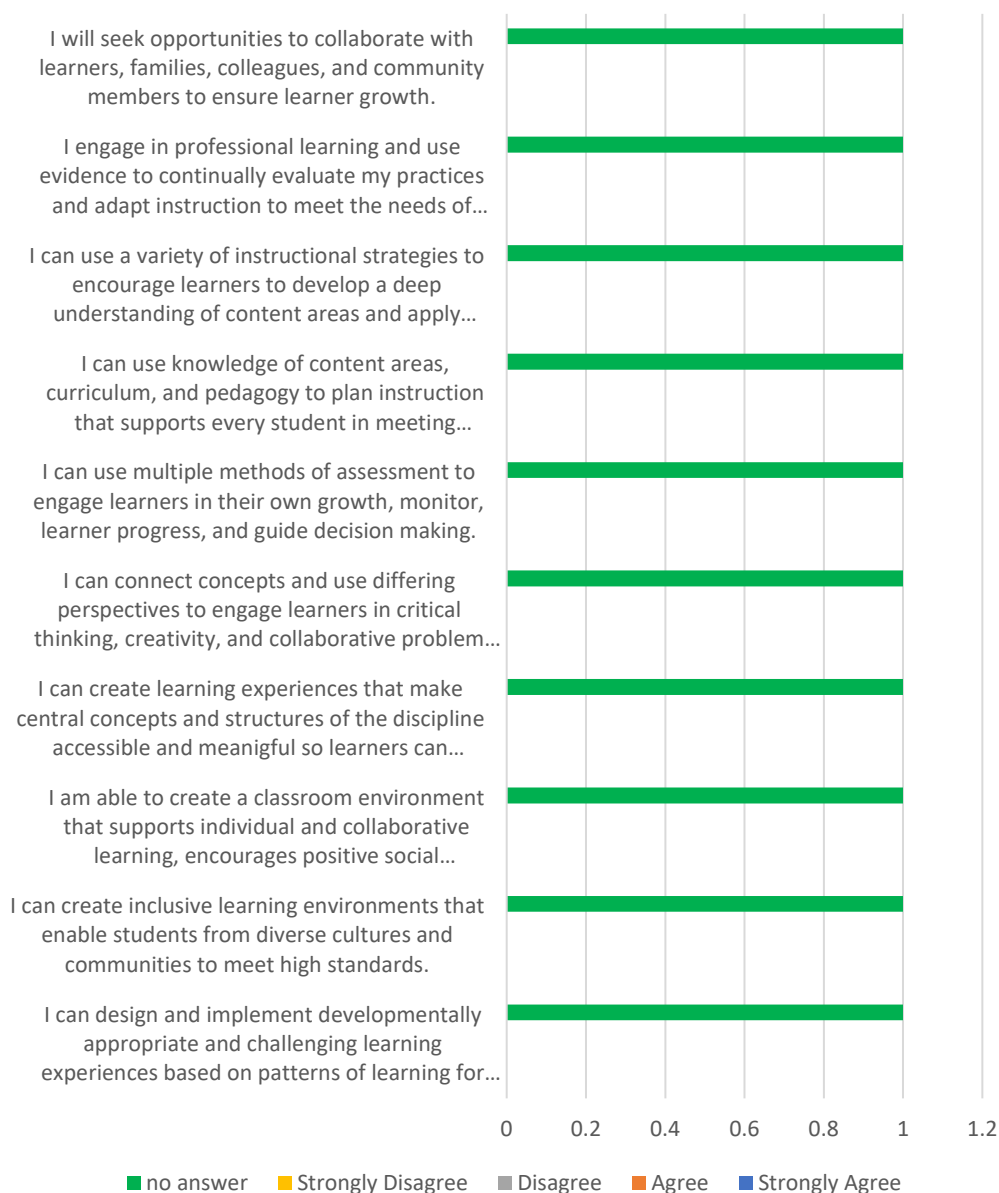 I will seek opportunities to collaborate with
learners, families, colleagues, and community
members to ensure learner growth.
I engage in professional learning and use
evidence to continually evaluate my practices
and adapt instruction to meet the needs of...
I can use a variety of instructional strategies to
encourage learners to develop a deep
understanding of content areas and apply...
I can use knowledge of content areas,
curriculum, and pedagogy to plan instruction
that supports every student in meeting...
I can use multiple methods of assessment to
engage learners in their own growth, monitor,
learner progress, and guide decision making.
I can connect concepts and use differing
perspectives to engage learners in critical
thinking, creativity, and collaborative problem...
I can create learning experiences that make
central concepts and structures of the discipline
accessible and meanigful so learners can...
I am able to create a classroom environment
that supports individual and collaborative
learning, encourages positive social...
I can create inclusive learning environments that
enable students from diverse cultures and
communities to meet high standards.
I can design and implement developmentally
appropriate and challenging learning
experiences based on patterns of learning for...
0 0.2 0.4 0.6 0.8 1 1.2
no answer Strongly Disagree Disagree Agree Strongly Agree